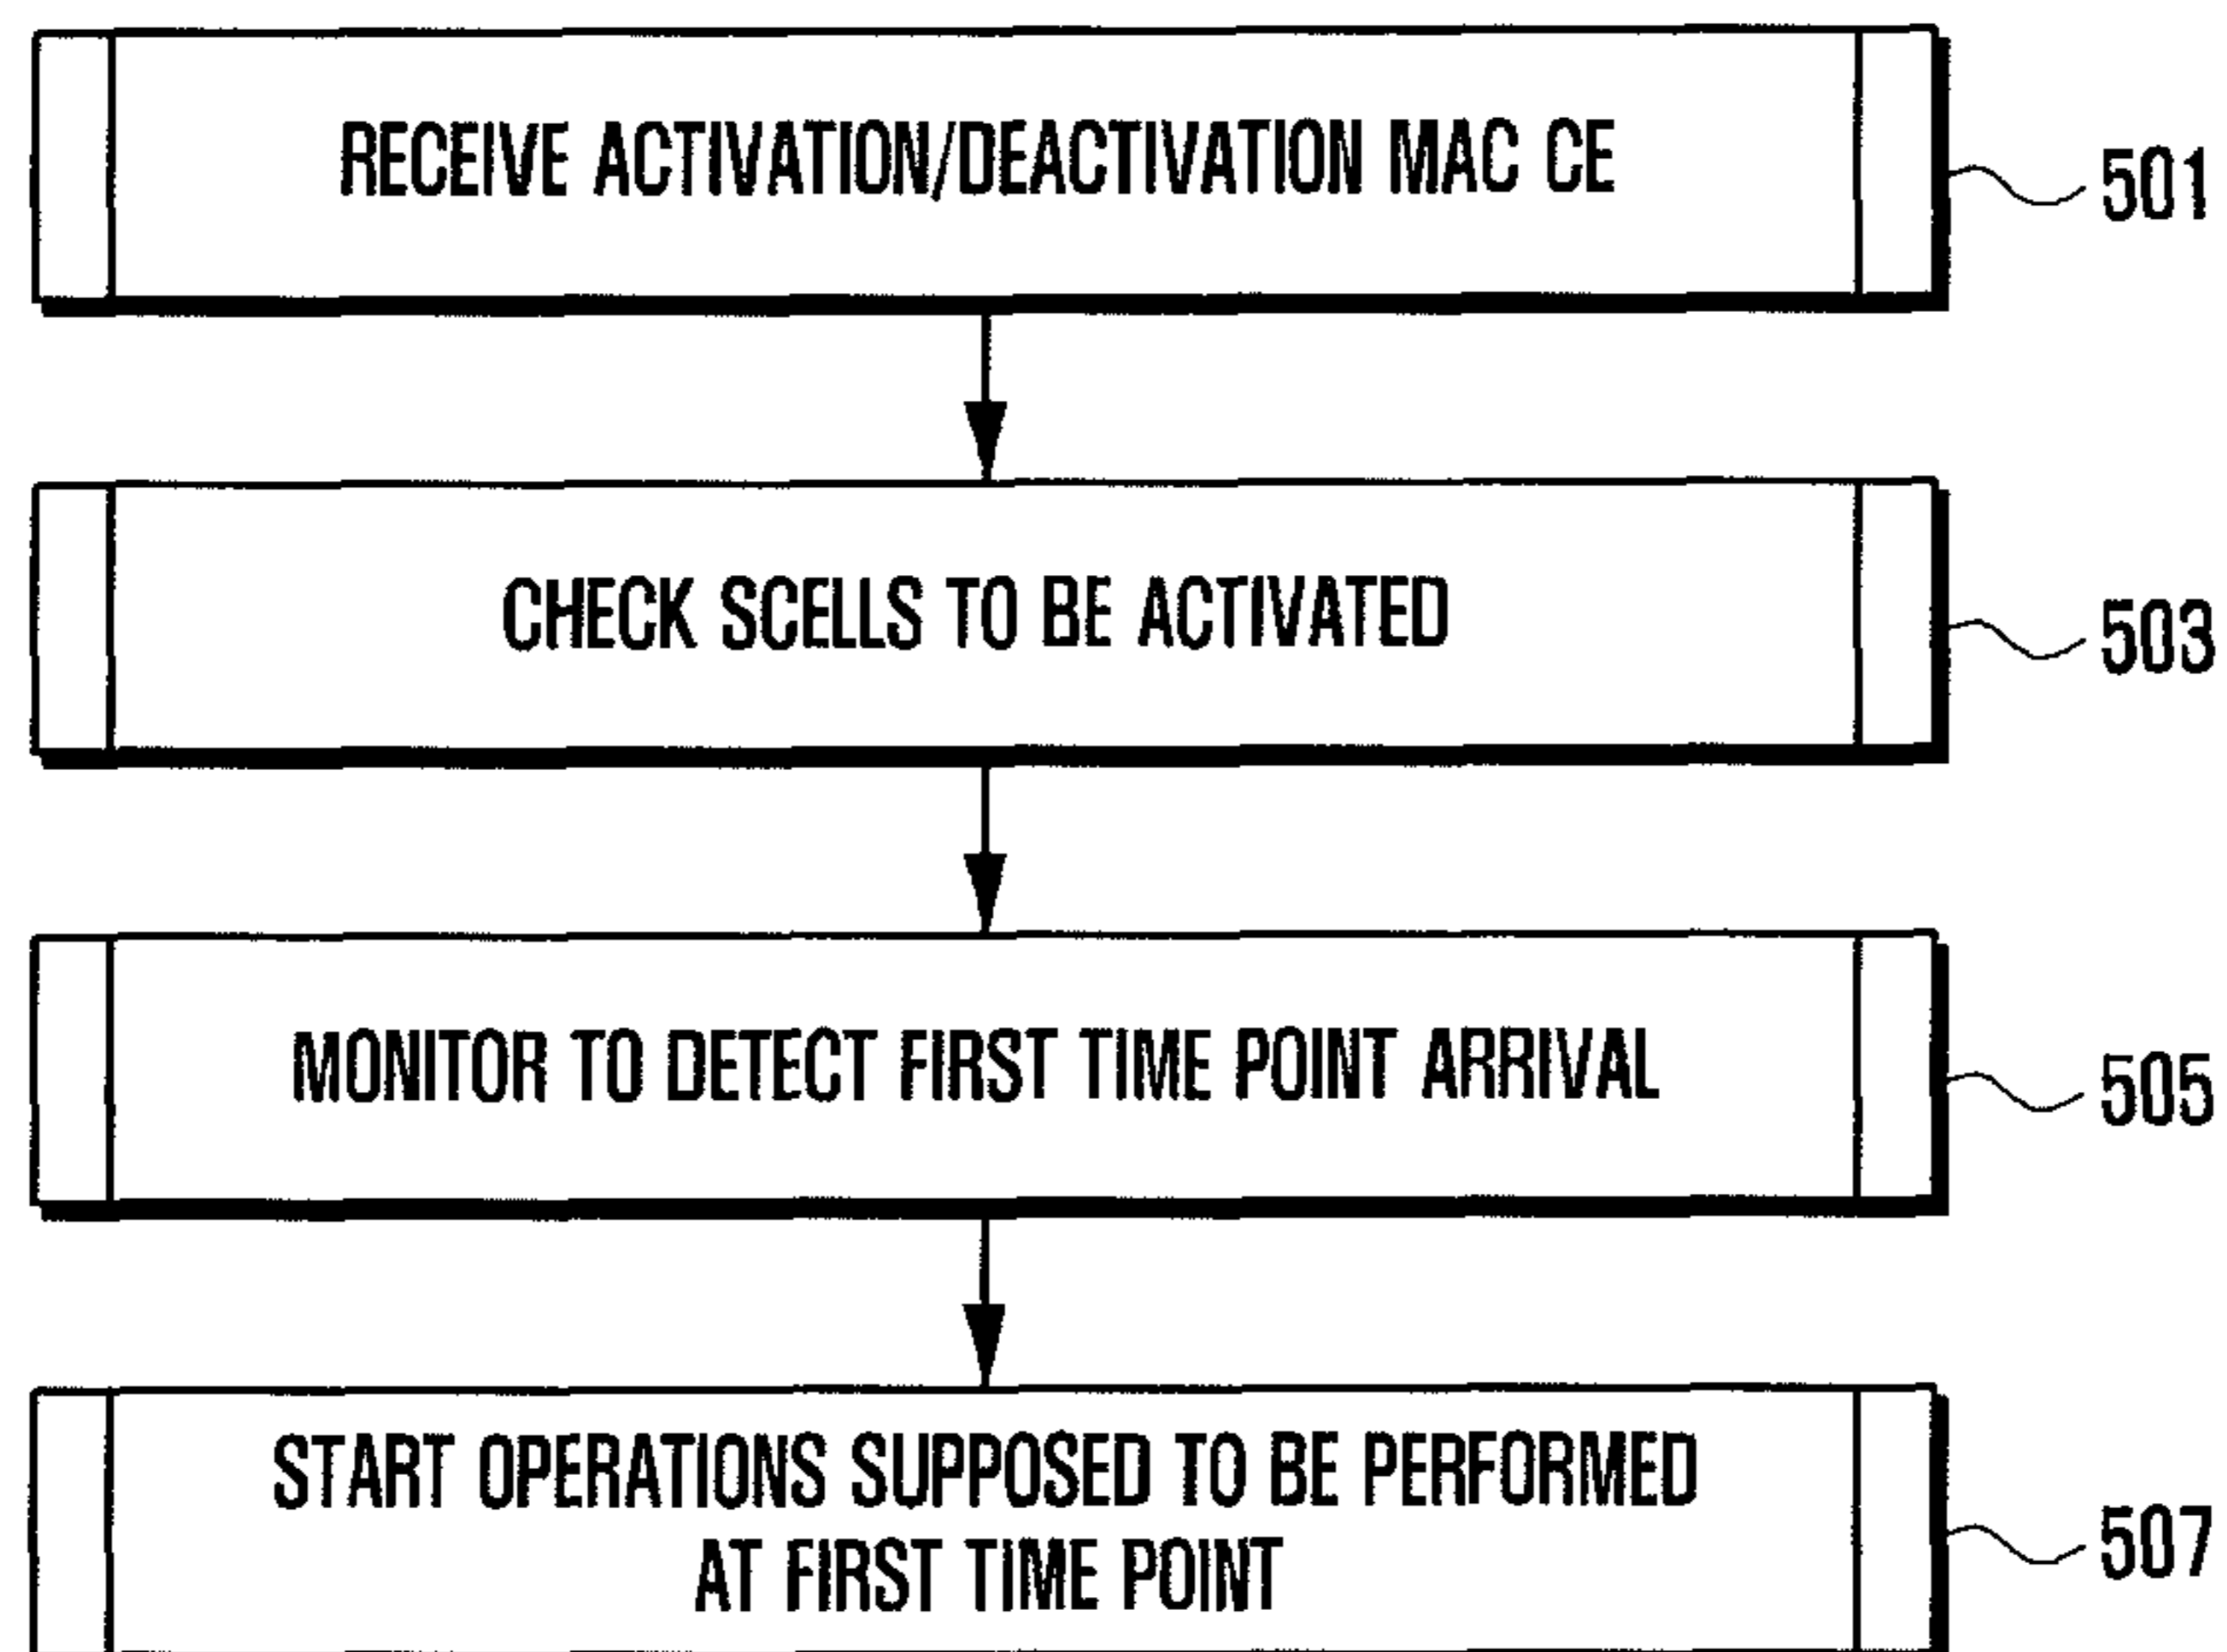 RECEIVE ACTIVATION/DEACTIVATION MAC CE
501
CHECK SCELLS TO BE ACTIVATED
503
MONITOR TO DETECT FIRST TIME POINT ARRIVAL
505
START OPERATIONS SUPPOSED TO BE PERFORMED
AT FIRST TIME POINT
507